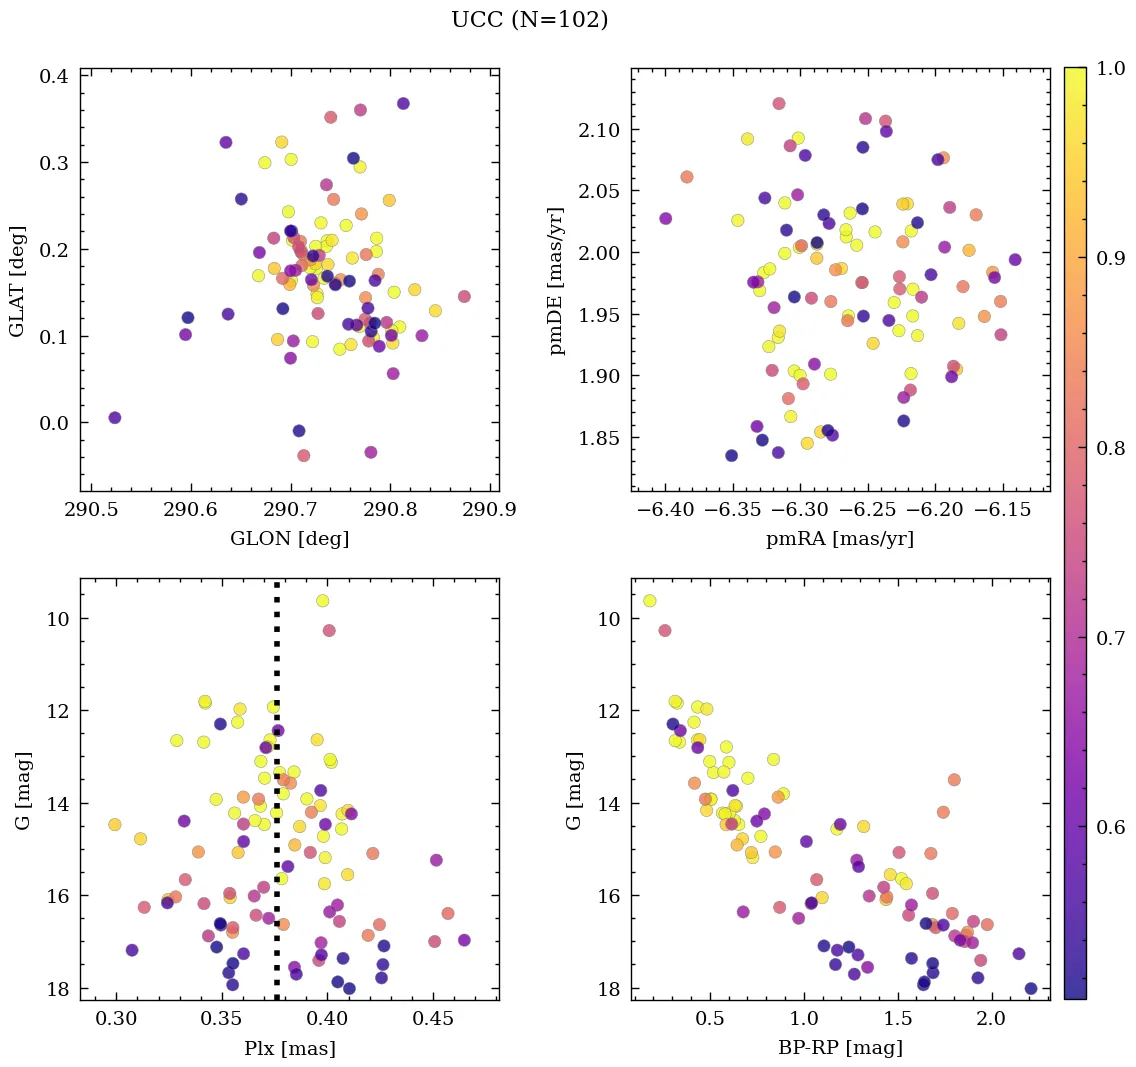 UCC (N=102)
0.4
0.3
0.2
0.1
0.0
GLAT [deg]
290.5 290.6 290.7 290.8 290.9
GLON [deg]
2.10
2.05
2.00
1.95
1.90
1.85
pmDE [mas/yr]
−6.40 −6.35 −6.30 −6.25 −6.20 −6.15
pmRA [mas/yr]
10
12
14
16
18
G [mag]
0.30 0.35 0.40 0.45
Plx [mas]
10
12
14
16
18
G [mag]
0.5 1.0 1.5 2.0
BP-RP [mag]
1.0
0.9
0.8
0.7
0.6